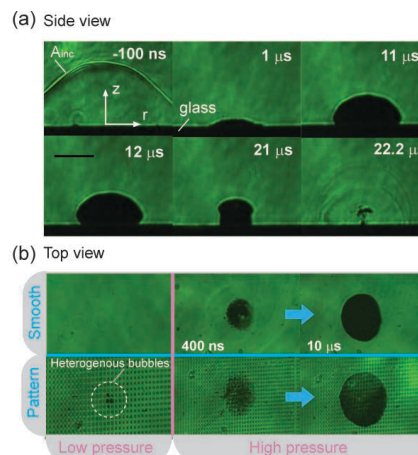 (a) Side view
Ainc
-100 ns
1 µs
11 µs
z
r
glass
12 µs
21 µs
22.2 µs
(b) Top view
Smooth
400 ns
10 µs
Heterogenous bubbles
Pattern
Low pressure
High pressure